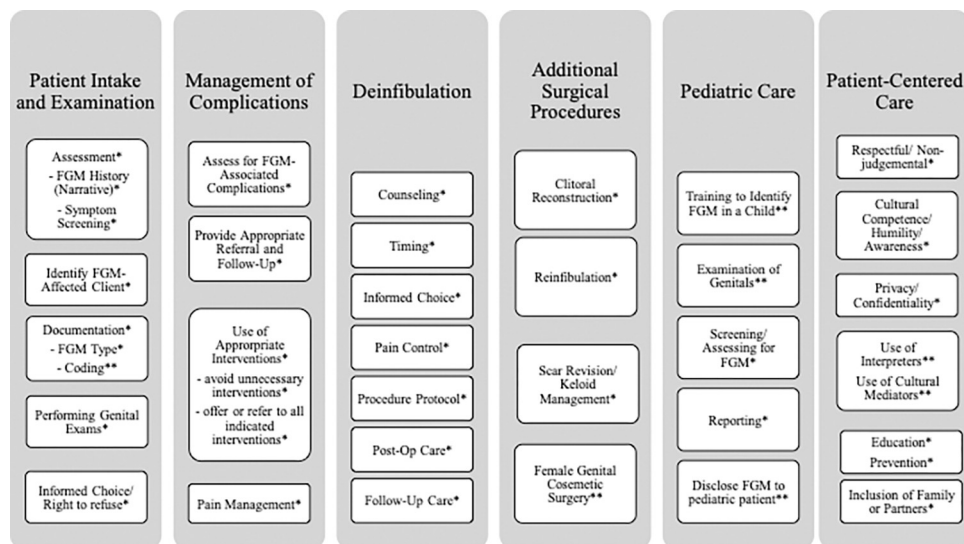 Patient Intake
and Examination
Assessment*
- FGM History
(Narrative)*
- Symptom
Screening*
Identify FGM-
Affected Client*
Documentation*
- FGM Type*
- Coding**
Performing Genital
Exams*
Informed Choice/
Right to refuse*
Management of
Complications
Assess for FGM-
Associated
Complications*
Provide Appropriate
Referral and
Follow-Up*
Use of
Appropriate
Interventions*
- avoid unnecessary
interventions*
- offer or refer to all
indicated
interventions*
Pain Management*
Deinfibulation
Counseling*
Timing*
Informed Choice*
Pain Control*
Procedure Protocol*
Post-Op Care*
Follow-Up Care*
Additional
Surgical
Procedures
Clitoral
Reconstruction*
Reinfibulation*
Scar Revision/
Keloid
Management*
Female Genital
Cosemetic
Surgery**
Pediatric Care
Training to Identify
FGM in a Child**
Examination of
Genitals**
Screening/
Assessing for
FGM*
Reporting*
Disclose FGM to
pediatric patient**
Patient-Centered
Care
Respectful/ Non-
judgemental*
Cultural
Competence/
Humility/
Awareness*
Privacy/
Confidentiality*
Use of
Interpreters**
Use of Cultural
Mediators**
Education*
Prevention*
Inclusion of Family
or Partners*